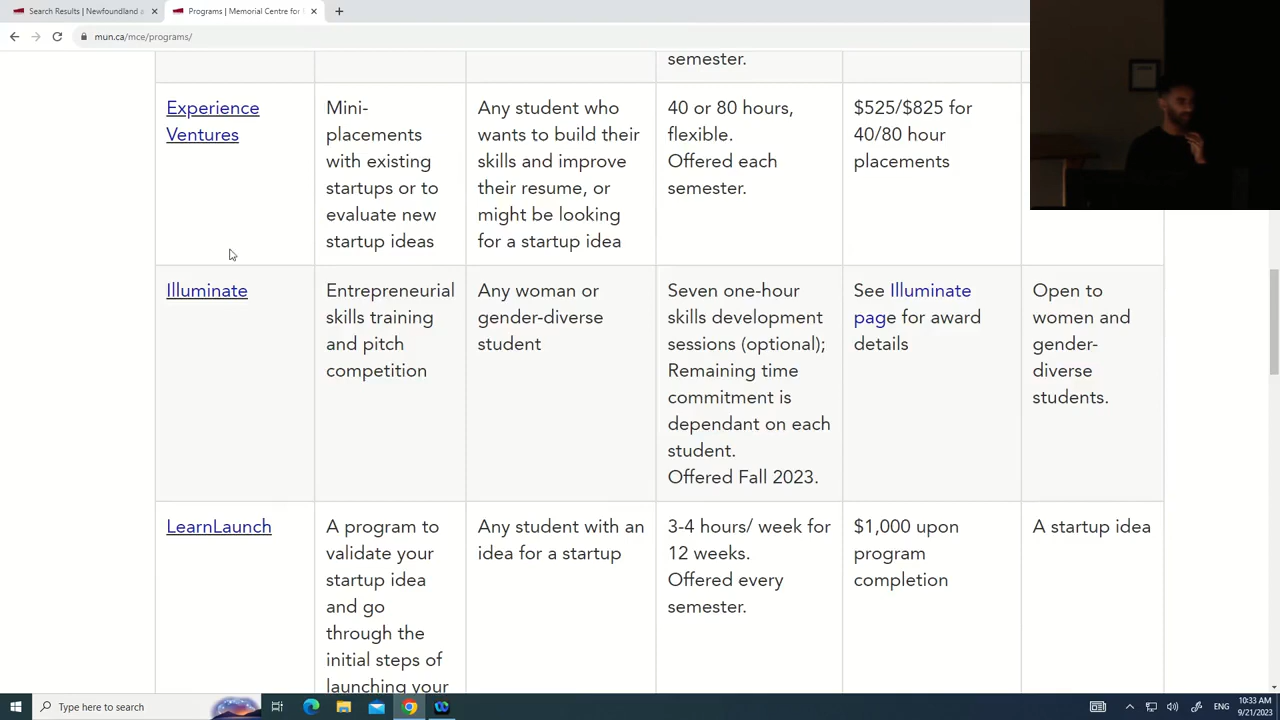 Search Results | Newfoundland a
Programs | Memorial Centre for E
mun.ca/mce/programs/
semester.
Experience
Ventures
Mini-
placements
with existing
startups or to
evaluate new
startup ideas
Any student who
wants to build their
skills and improve
their resume, or
might be looking
for a startup idea
40 or 80 hours,
flexible.
Offered each
semester.
$525/$825 for
40/80 hour
placements
Illuminate
Entrepreneurial
skills training
and pitch
competition
Any woman or
gender-diverse
student
Seven one-hour
skills development
sessions (optional);
Remaining time
commitment is
dependant on each
student.
Offered Fall 2023.
See Illuminate
page for award
details
Open to
women and
gender-
diverse
students.
LearnLaunch
A program to
validate your
startup idea
and go
through the
initial steps of
launching your
Any student with an
idea for a startup
3-4 hours/ week for
12 weeks.
Offered every
semester.
$1,000 upon
program
completion
A startup idea
Type here to search
ENG
10:33 AM
9/21/2023